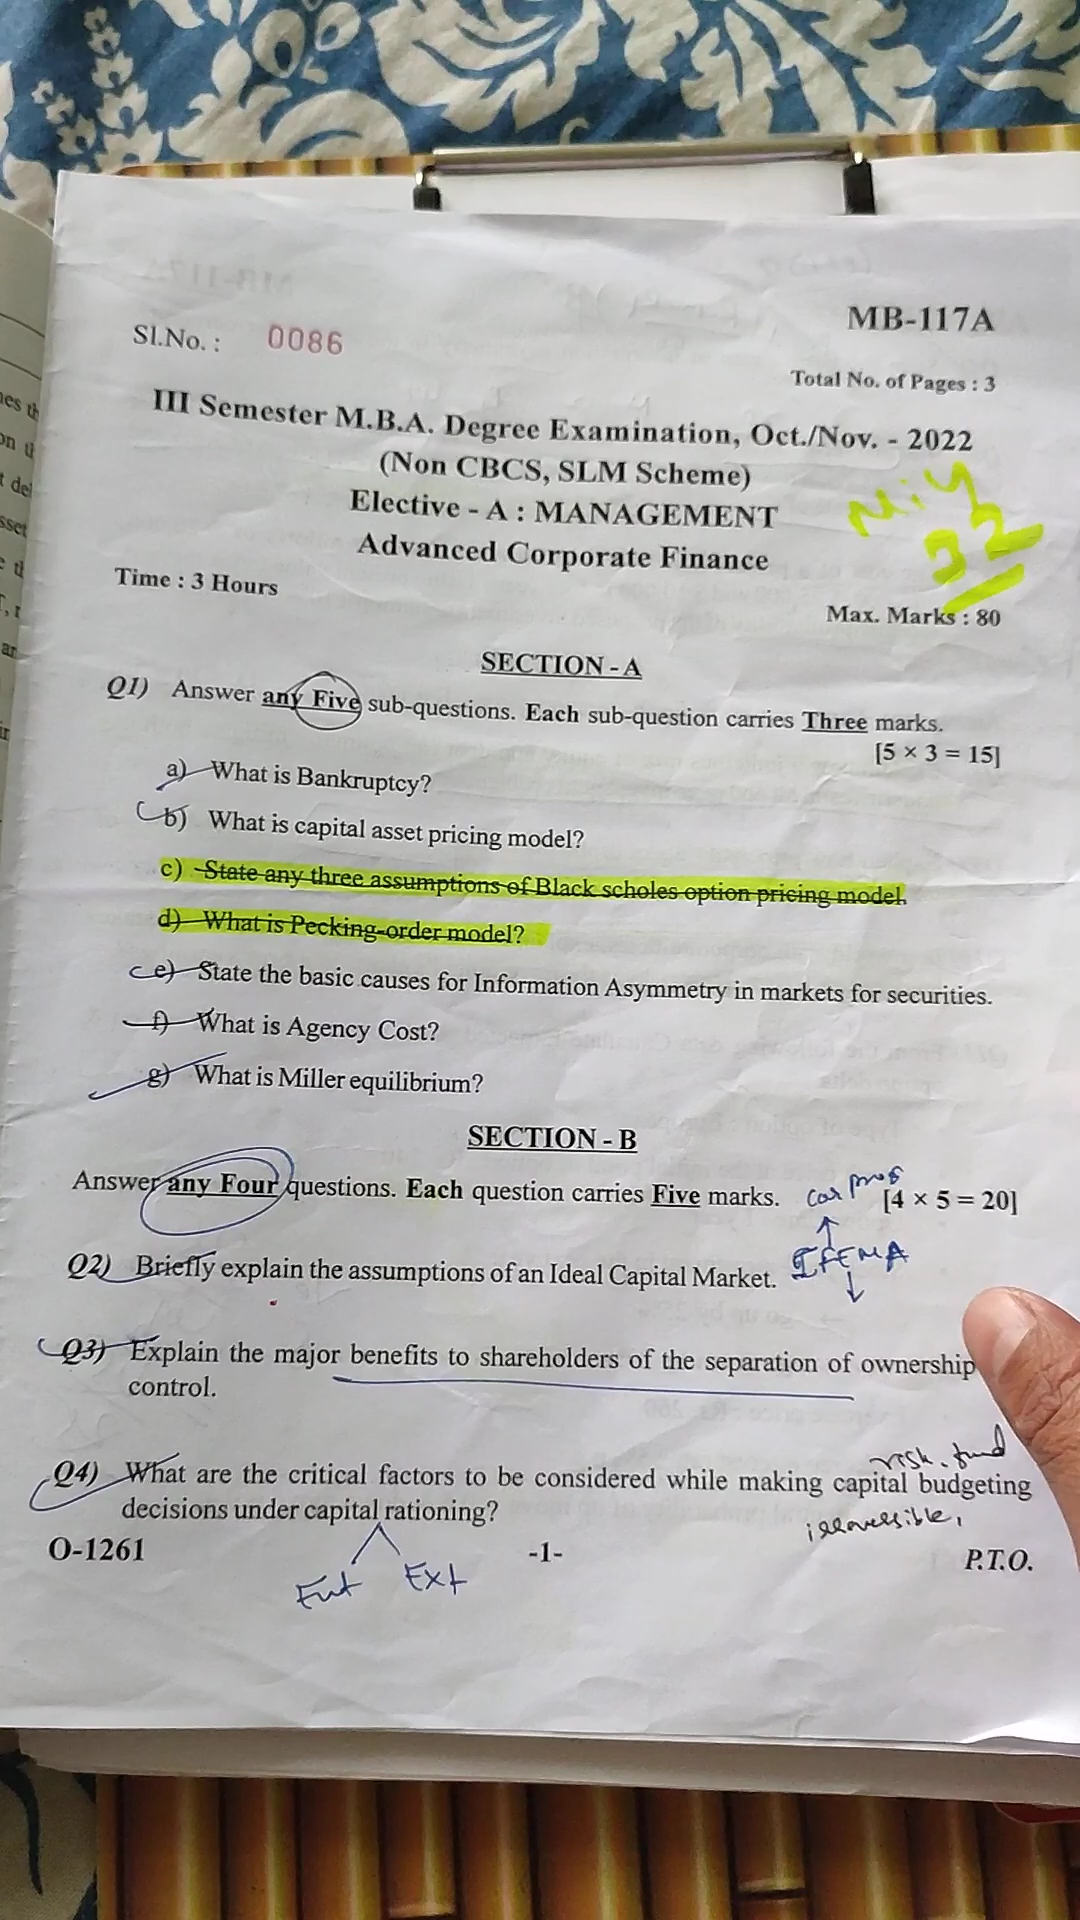 MB-117A
Sl.No. : 0086
Total No. of Pages : 3
III Semester M.B.A. Degree Examination, Oct./Nov. - 2022
(Non CBCS, SLM Scheme)
Elective - A : MANAGEMENT
Advanced Corporate Finance
32
Time : 3 Hours
Max. Marks : 80
SECTION - A
Q1) Answer any Five sub-questions. Each sub-question carries Three marks.
[5 × 3 = 15]
a) What is Bankruptcy?
b) What is capital asset pricing model?
c) State any three assumptions of Black scholes option pricing model.
d) What is Pecking-order model?
e) State the basic causes for Information Asymmetry in markets for securities.
f) What is Agency Cost?
g) What is Miller equilibrium?
SECTION - B
Answer any Four questions. Each question carries Five marks. [4 × 5 = 20]
Q2) Briefly explain the assumptions of an Ideal Capital Market.
Q3) Explain the major benefits to shareholders of the separation of ownership
control.
risk, fund
Q4) What are the critical factors to be considered while making capital budgeting
decisions under capital rationing?
O-1261
-1-
P.T.O.
Ext